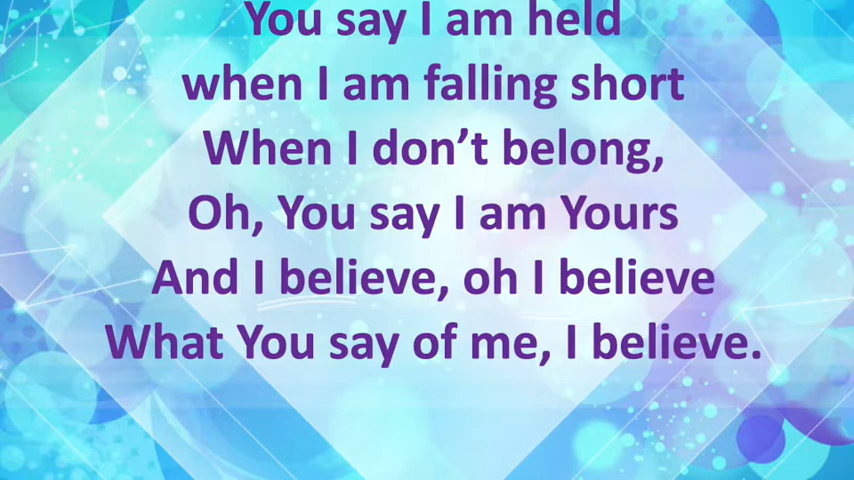 You say I am held
when I am falling short
When I don’t belong,
Oh, You say I am Yours
And I believe, oh I believe
What You say of me, I believe.